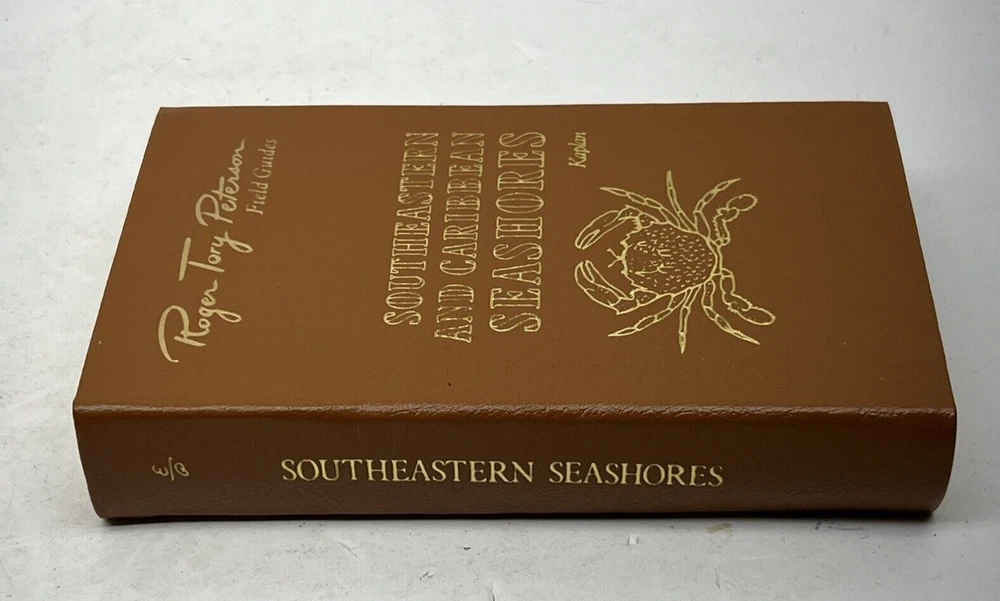 Roger Tory Peterson
Field Guides
SOUTHEASTERN
AND CARIBBEAN
SEASHORES
Kaplan
SOUTHEASTERN SEASHORES